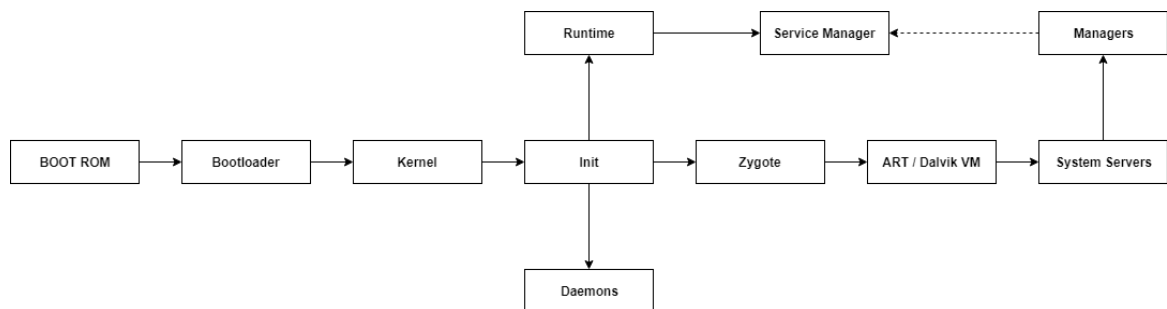 Runtime
Service Manager
Managers
BOOT ROM
Bootloader
Kernel
Init
Zygote
ART / Dalvik VM
System Servers
Daemons